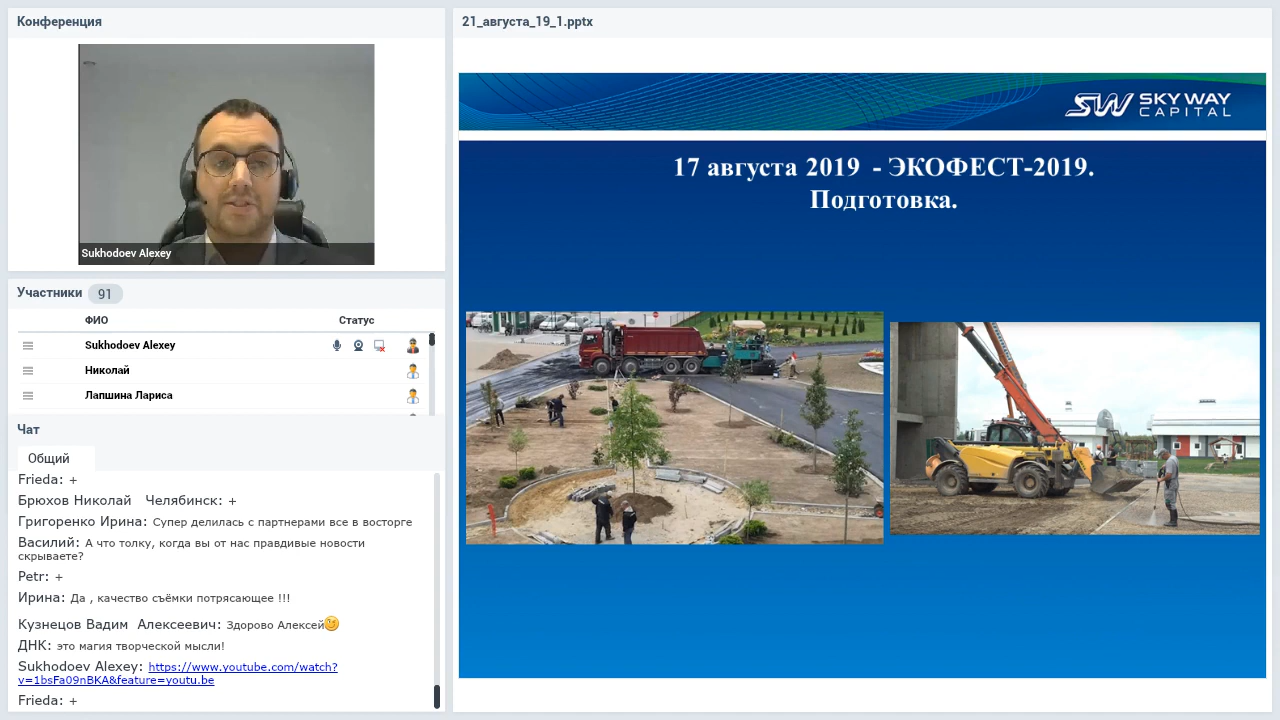 Конференция
Sukhodoev Alexey
Участники 91
ФИО Статус
Sukhodoev Alexey
Николай
Лапшина Лариса
Чат
Общий
Frieda: +
Брюхов Николай Челябинск: +
Григоренко Ирина: Супер делилась с партнерами все в восторге
Василий: А что толку, когда вы от нас правдивые новости
скрываете?
Petr: +
Ирина: Да , качество съёмки потрясающее !!!
Кузнецов Вадим Алексеевич: Здорово Алексей
ДНК: это магия творческой мысли!
Sukhodoev Alexey: https://www.youtube.com/watch?
v=1bsFa09nBKA&feature=youtu.be
Frieda: +
21_августа_19_1.pptx
SW SKY WAY
CAPITAL
17 августа 2019 - ЭКОФЕСТ-2019.
Подготовка.